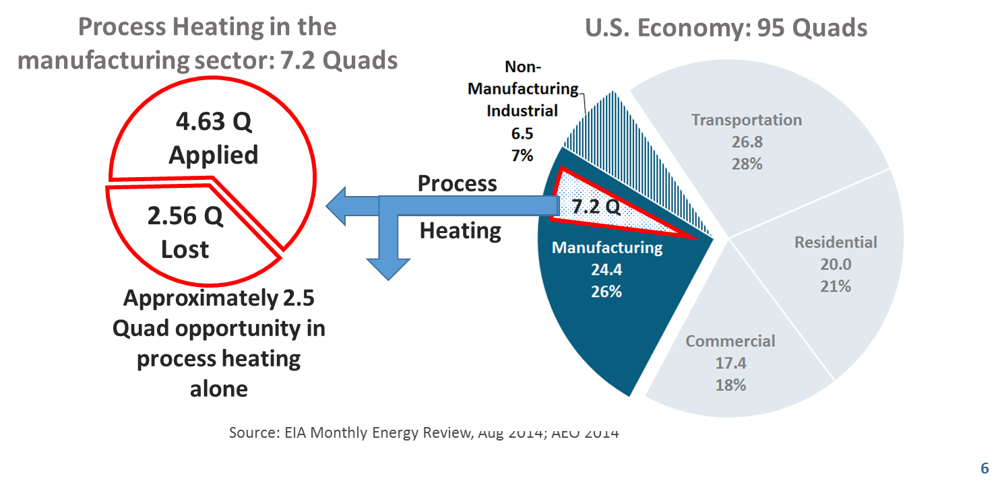 Process Heating in the
manufacturing sector: 7.2 Quads
4.63 Q
Applied
2.56 Q
Lost
Approximately 2.5
Quad opportunity in
process heating
alone
Process
Heating
U.S. Economy: 95 Quads
Non-
Manufacturing
Industrial
6.5
7%
Transportation
26.8
28%
7.2 Q
Manufacturing
24.4
26%
Residential
20.0
21%
Commercial
17.4
18%
Source: EIA Monthly Energy Review, Aug 2014; AEO 2014
6